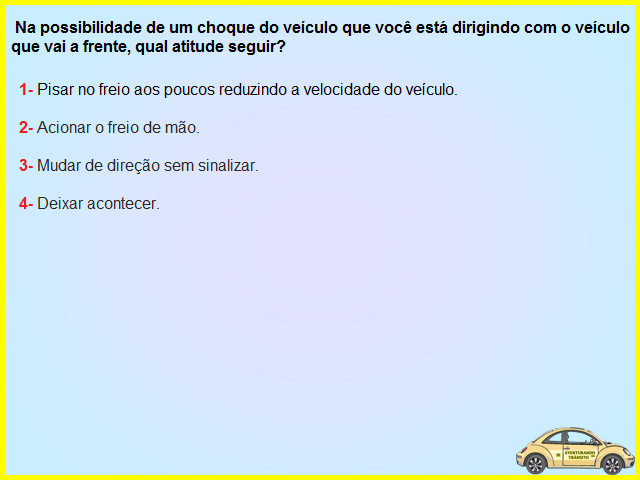 Na possibilidade de um choque do veículo que você está dirigindo com o veículo
que vai a frente, qual atitude seguir?
1- Pisar no freio aos poucos reduzindo a velocidade do veículo.
2- Acionar o freio de mão.
3- Mudar de direção sem sinalizar.
4- Deixar acontecer.
AVENTURANDO
TRÂNSITO